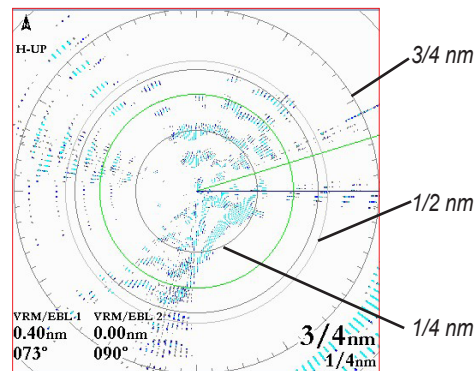 H-UP
3/4 nm
1/2 nm
1/4 nm
VRM/EBL 1 VRM/EBL 2
0.40nm 0.00nm
073° 090°
3/4nm
1/4nm